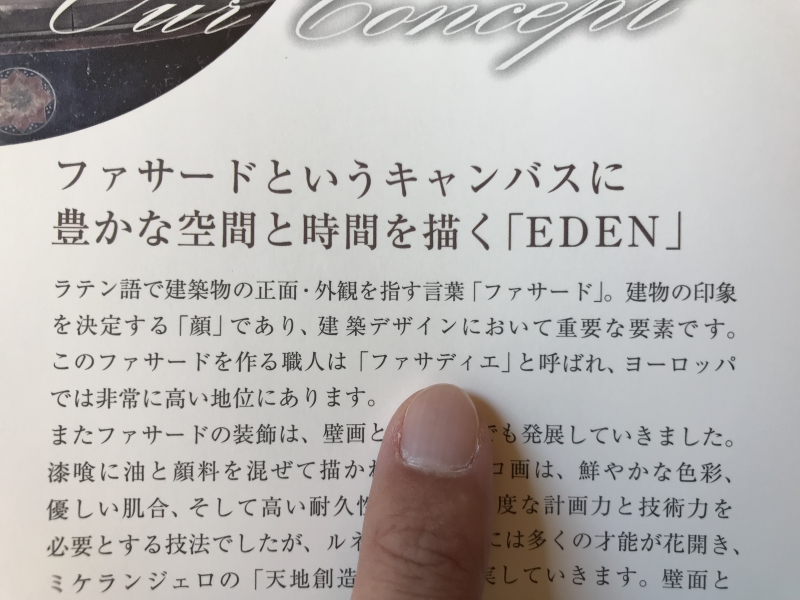 Our Concept
ファサードというキャンバスに
豊かな空間と時間を描く「EDEN」
ラテン語で建築物の正面・外観を指す言葉「ファサード」。建物の印象
を決定する「顔」であり、建築デザインにおいて重要な要素です。
このファサードを作る職人は「ファサディエ」と呼ばれ、ヨーロッパ
では非常に高い地位にあります。
またファサードの装飾は、壁画と でも発展していきました。
漆喰に油と顔料を混ぜて描か ロ画は、鮮やかな色彩、
優しい肌合、そして高い耐久性 度な計画力と技術力を
必要とする技法でしたが、ルネ には多くの才能が花開き、
ミケランジェロの「天地創造 実していきます。壁面と